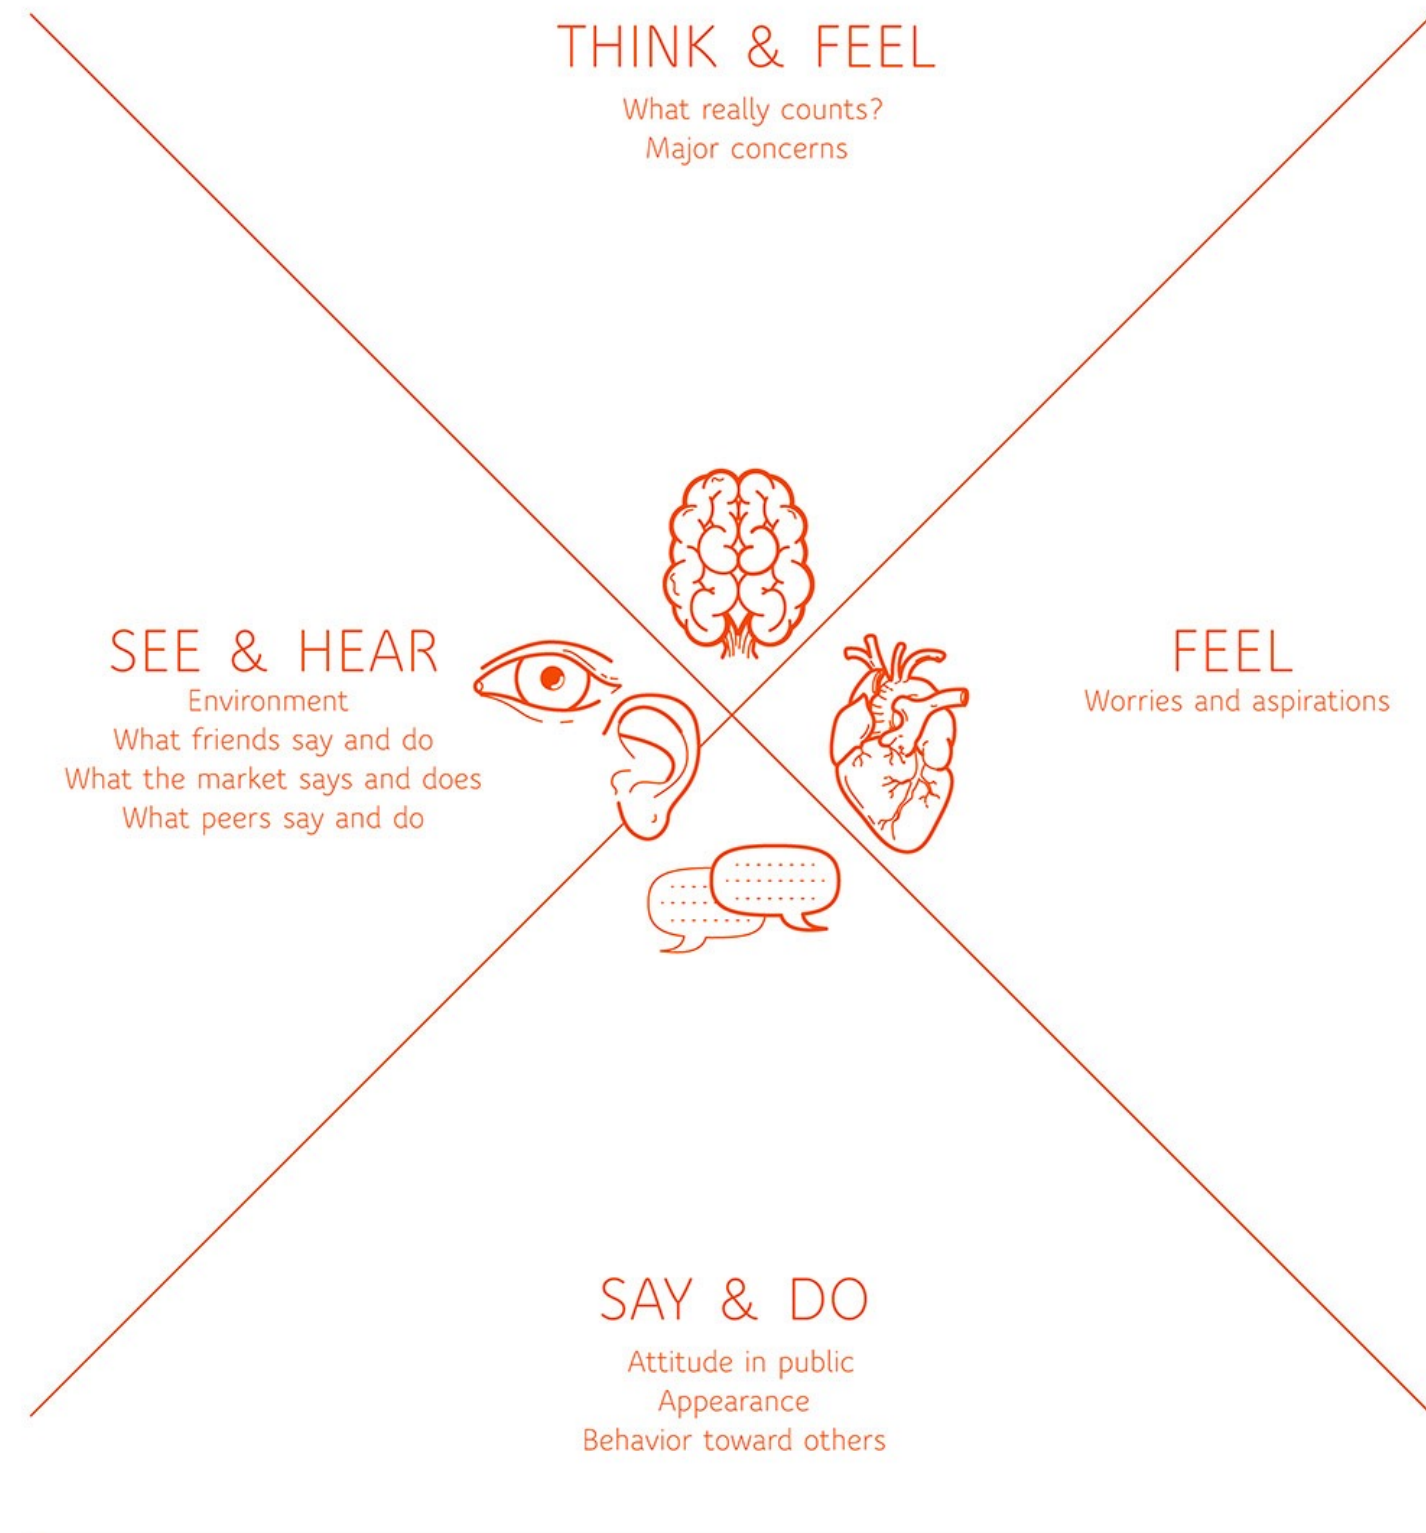 THINK & FEEL
What really counts?
Major concerns
SEE & HEAR
Environment
What friends say and do
What the market says and does
What peers say and do
FEEL
Worries and aspirations
SAY & DO
Attitude in public
Appearance
Behavior toward others